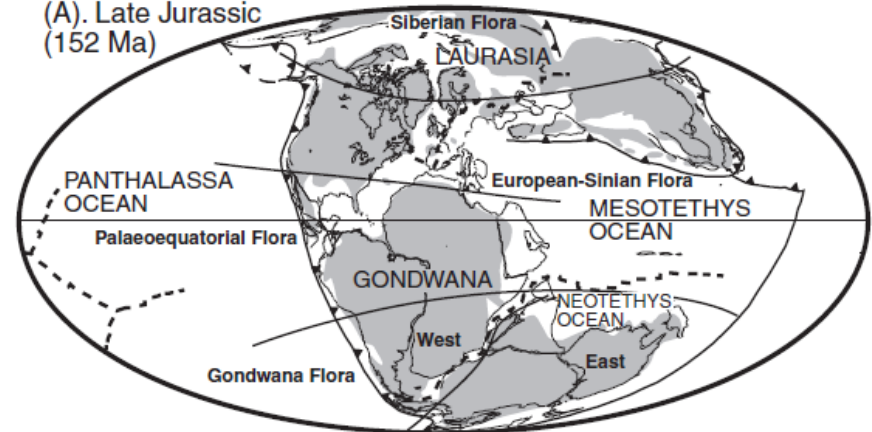 (A). Late Jurassic
(152 Ma)
Siberian Flora
LAURASIA
PANTHALASSA
OCEAN
European-Sinian Flora
MESOTETHYS
OCEAN
Palaeoequatorial Flora
GONDWANA
NEOTETHYS
OCEAN
West
East
Gondwana Flora